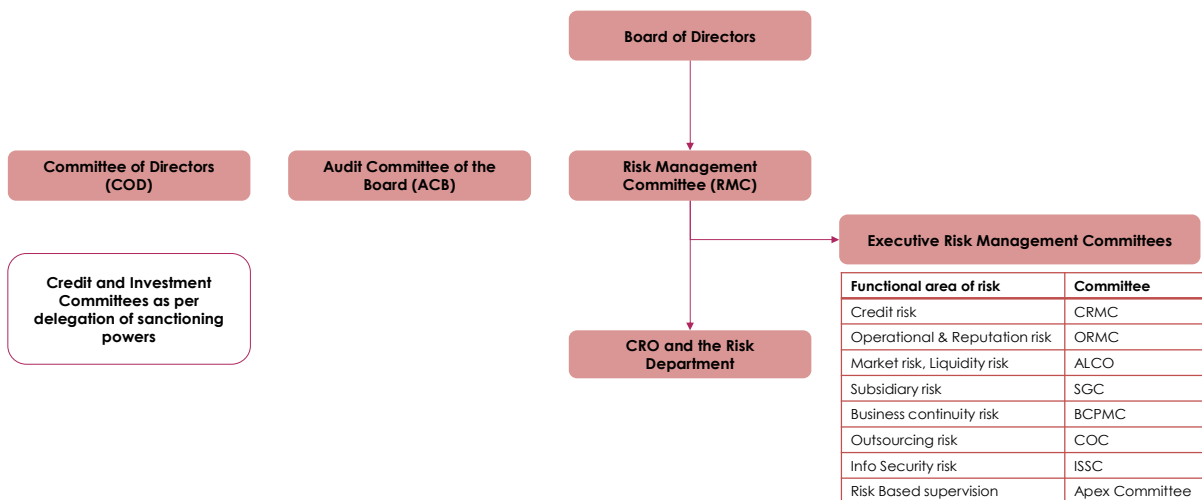 Board of Directors
Committee of Directors
(COD)
Audit Committee of the
Board (ACB)
Risk Management
Committee (RMC)
Executive Risk Management Committees
Credit and Investment
Committees as per
delegation of sanctioning
powers
CRO and the Risk
Department
Functional area of risk Committee
Credit risk CRMC
Operational & Reputation risk ORMC
Market risk, Liquidity risk ALCO
Subsidiary risk SGC
Business continuity risk BCPMC
Outsourcing risk COC
Info Security risk ISSC
Risk Based supervision Apex Committee